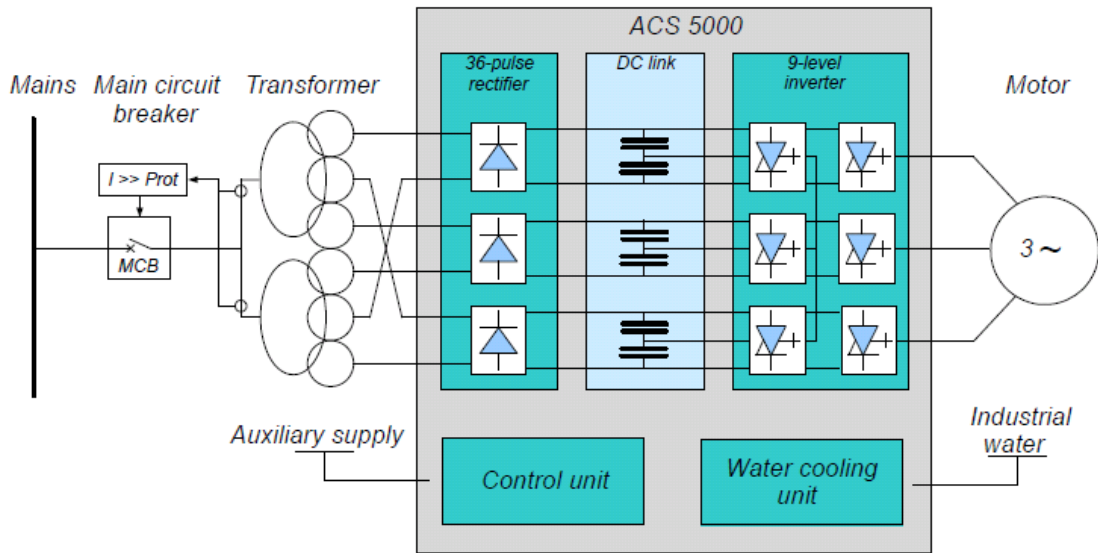 ACS 5000
36-pulse
rectifier
DC link
9-level
inverter
Mains
Main circuit
breaker
Transformer
Motor
I >> Prot
MCB
3 ~
Auxiliary supply
Control unit
Water cooling
unit
Industrial
water